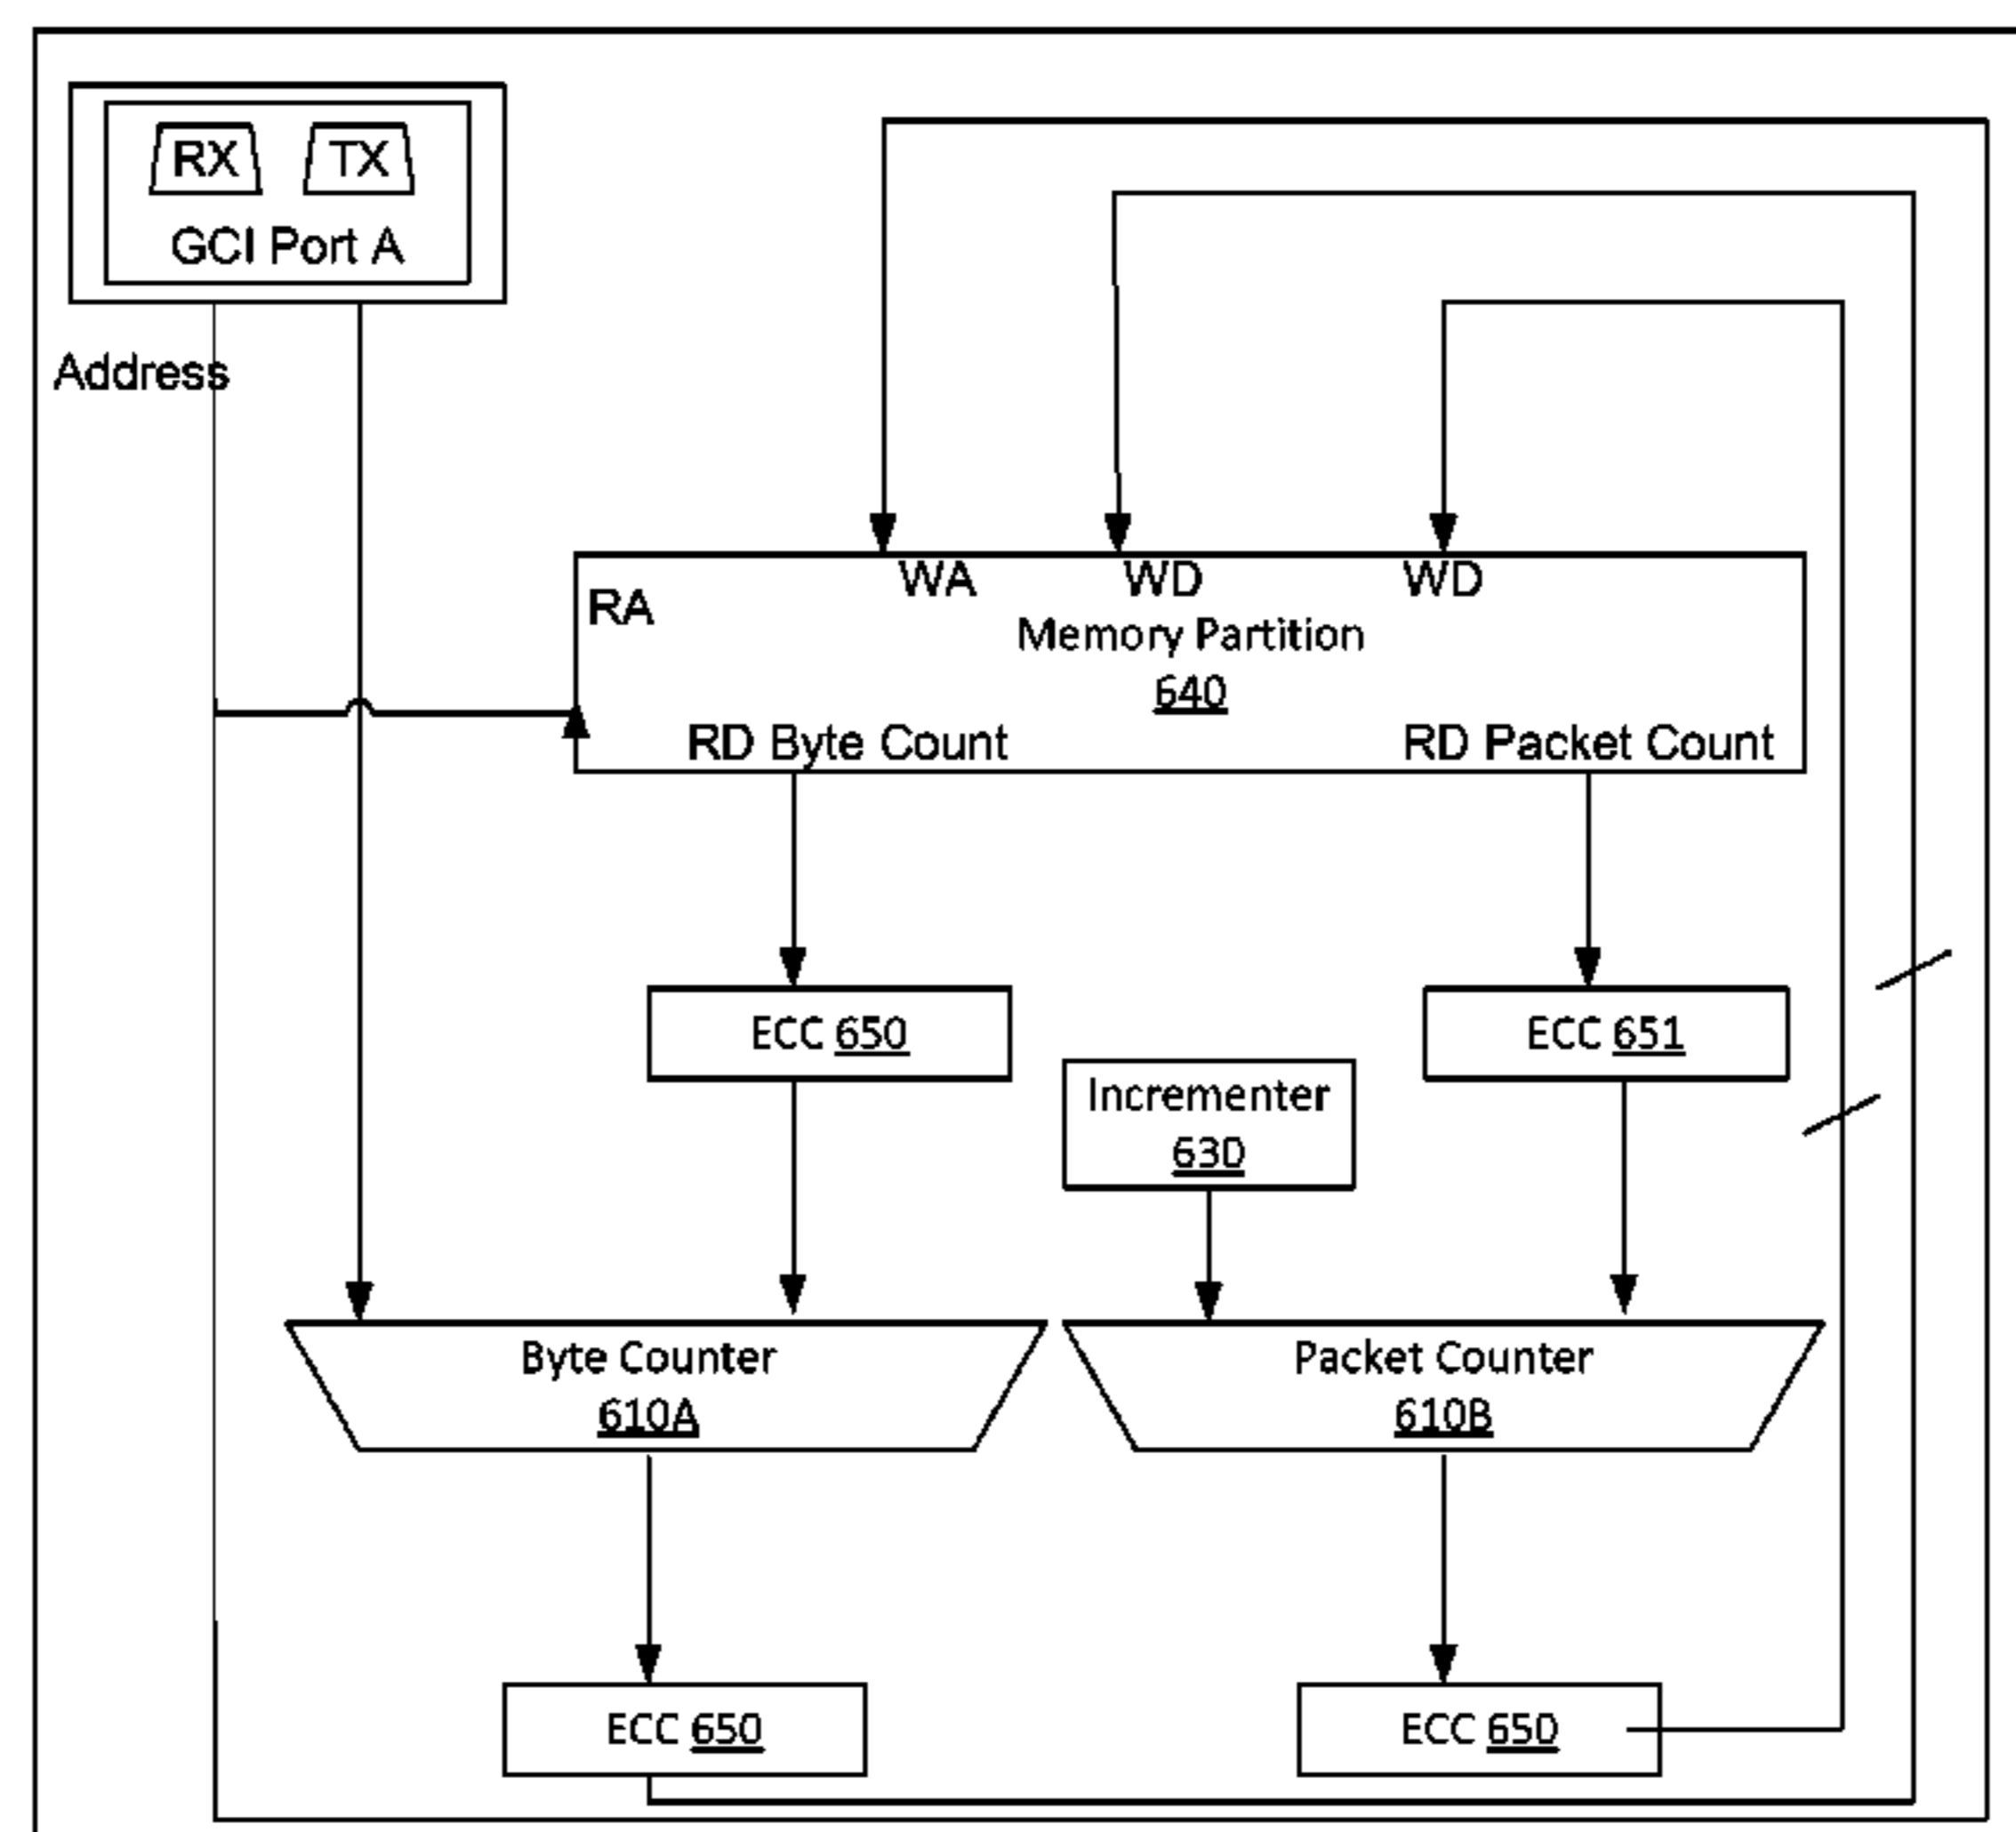 RX TX
GCI Port A
Address
WA WD WD
RA
Memory Partition
640
RD Byte Count RD Packet Count
ECC 650 ECC 651
Incrementer
630
Byte Counter Packet Counter
610A 610B
ECC 650 ECC 650